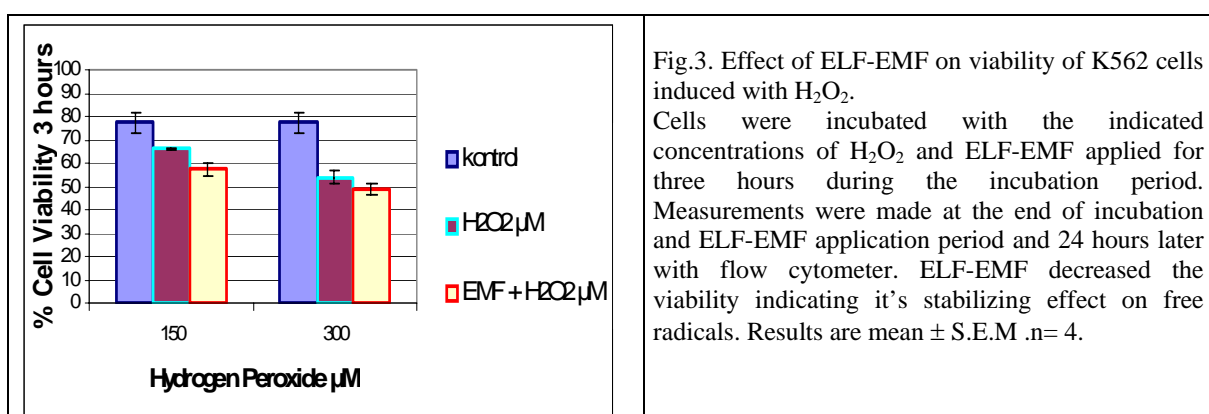 % Cell Viability 3 hours
100
90
80
70
60
50
40
30
20
10
0
150
300
Hydrogen Peroxide µM
kontrol
H2O2 µM
EMF + H2O2 µM
Fig.3. Effect of ELF-EMF on viability of K562 cells
induced with H₂O₂.
Cells were incubated with the indicated
concentrations of H₂O₂ and ELF-EMF applied for
three hours during the incubation period.
Measurements were made at the end of incubation
and ELF-EMF application period and 24 hours later
with flow cytometer. ELF-EMF decreased the
viability indicating it's stabilizing effect on free
radicals. Results are mean ± S.E.M .n= 4.